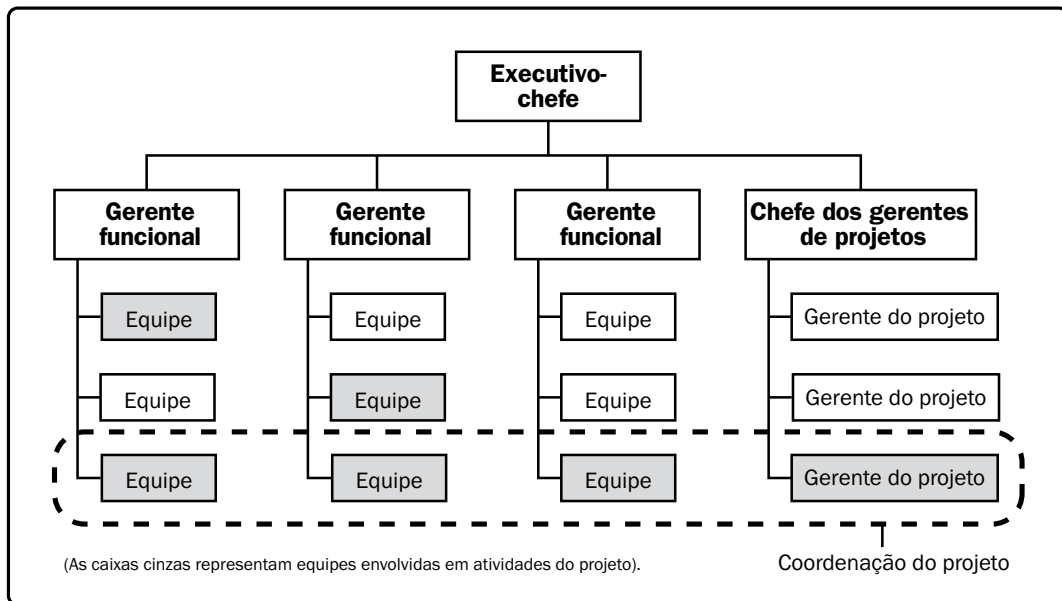 Executivo-
chefe
Gerente
funcional
Gerente
funcional
Gerente
funcional
Chefe dos gerentes
de projetos
Equipe
Equipe
Equipe
Gerente do projeto
Equipe
Equipe
Equipe
Gerente do projeto
Equipe
Equipe
Equipe
Gerente do projeto
(As caixas cinzas representam equipes envolvidas em atividades do projeto).
Coordenação do projeto